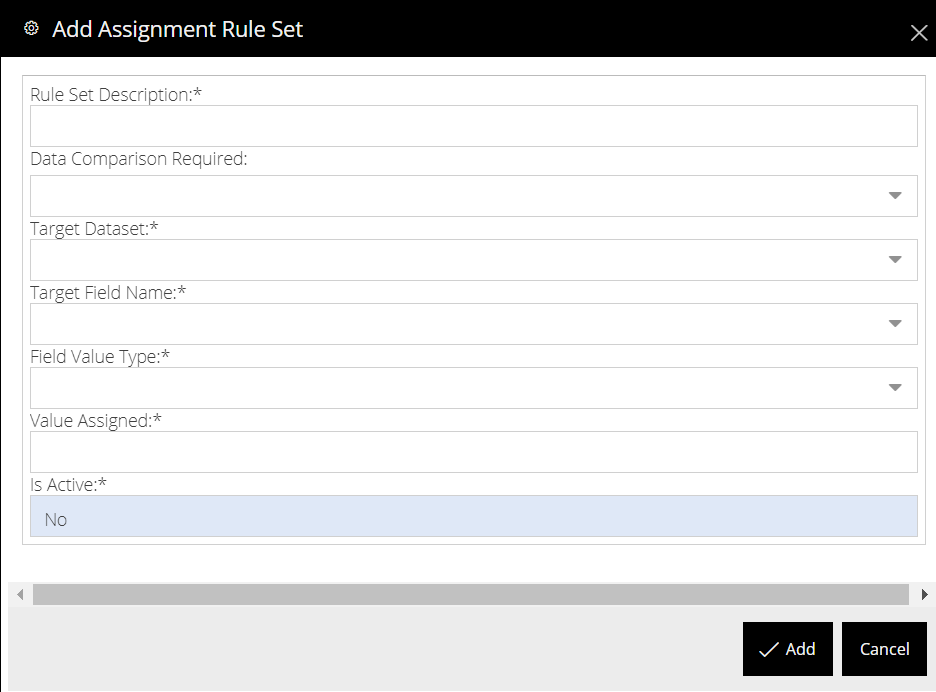 Add Assignment Rule Set
Rule Set Description:*
Data Comparison Required:
Target Dataset:*
Target Field Name:*
Field Value Type:*
Value Assigned:*
Is Active:*
No
Add
Cancel